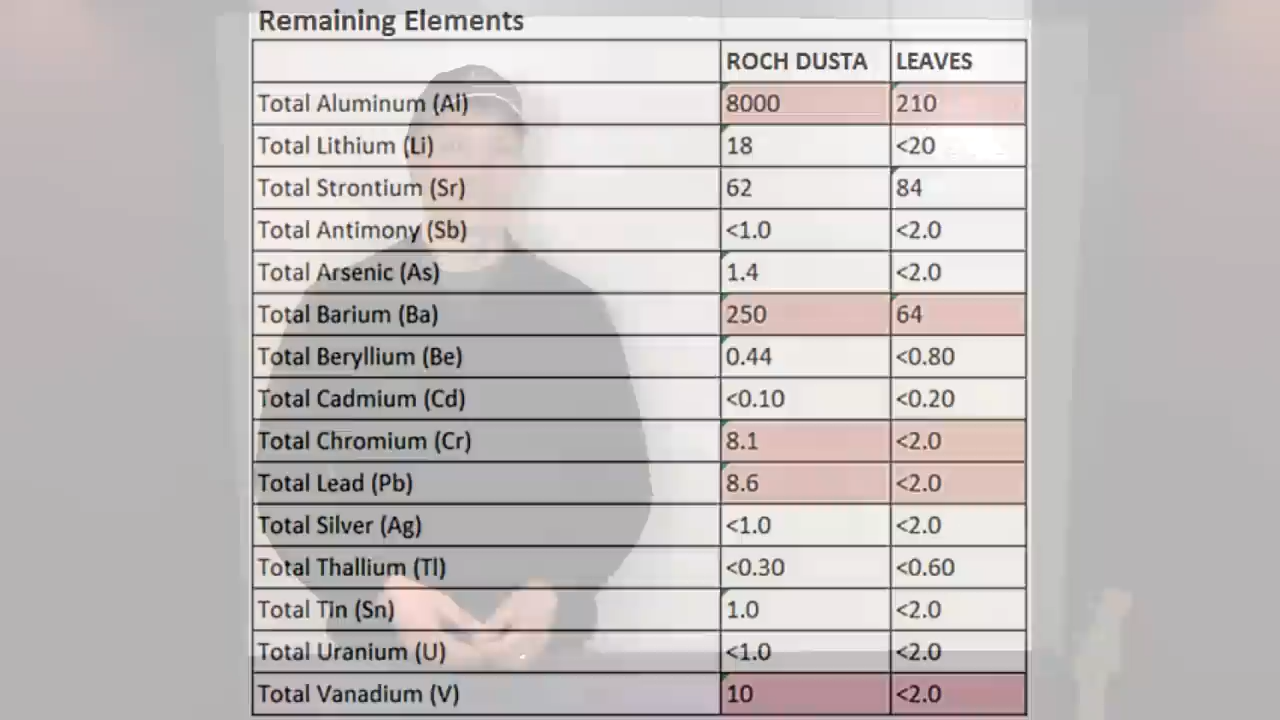 Remaining Elements
ROCH DUSTA LEAVES
Total Aluminum (Al) 8000 210
Total Lithium (Li) 18 <20
Total Strontium (Sr) 62 84
Total Antimony (Sb) <1.0 <2.0
Total Arsenic (As) 1.4 <2.0
Total Barium (Ba) 250 64
Total Beryllium (Be) 0.44 <0.80
Total Cadmium (Cd) <0.10 <0.20
Total Chromium (Cr) 8.1 <2.0
Total Lead (Pb) 8.6 <2.0
Total Silver (Ag) <1.0 <2.0
Total Thallium (Tl) <0.30 <0.60
Total Tin (Sn) 1.0 <2.0
Total Uranium (U) <1.0 <2.0
Total Vanadium (V) 10 <2.0